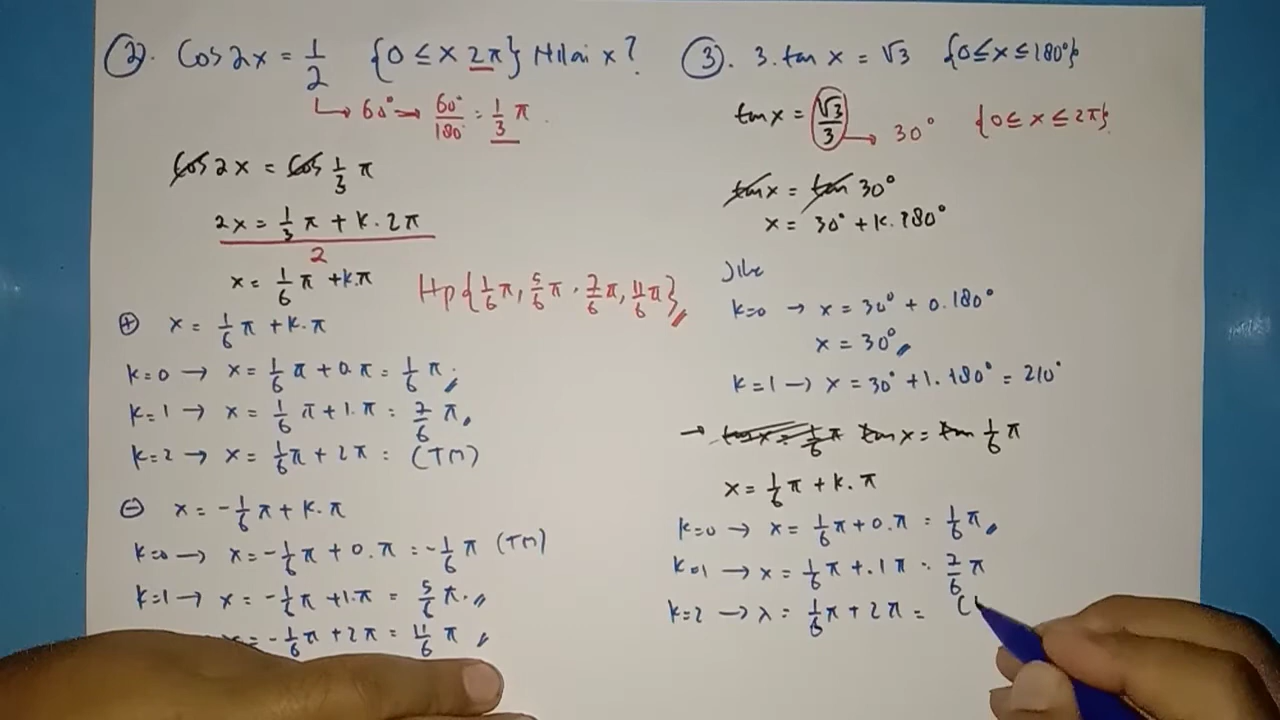 2). Cos 2x = 1/2 {0 ≤ x 2π} Nilai x?
↳ 60° → 60°/180° = 1/3 π
Cos 2x = Cos 1/3 π
2x = 1/3 π + k.2π
2
x = 1/6 π + k.π
Hp {1/6 π, 5/6 π, 7/6 π, 11/6 π}
⊕ x = 1/6 π + k.π
k=0 → x = 1/6 π + 0.π = 1/6 π
k=1 → x = 1/6 π + 1.π = 7/6 π
k=2 → x = 1/6 π + 2π = (TM)
⊖ x = -1/6 π + k.π
k=0 → x = -1/6 π + 0.π = -1/6 π (TM)
k=1 → x = -1/6 π + 1.π = 5/6 π
x = -1/6 π + 2π = 11/6 π
3). 3.tan x = √3 {0 ≤ x ≤ 180°}
tan x = √3/3 → 30° {0 ≤ x ≤ 2π}
tan x = tan 30°
x = 30° + k.180°
Jika
k=0 → x = 30° + 0.180°
x = 30°
k=1 → x = 30° + 1.180° = 210°
→ tan x = 1/6 π tan x = tan 1/6 π
x = 1/6 π + k.π
k=0 → x = 1/6 π + 0.π = 1/6 π
k=1 → x = 1/6 π + .1π = 7/6 π
k=2 → x = 1/6 π + 2π = (